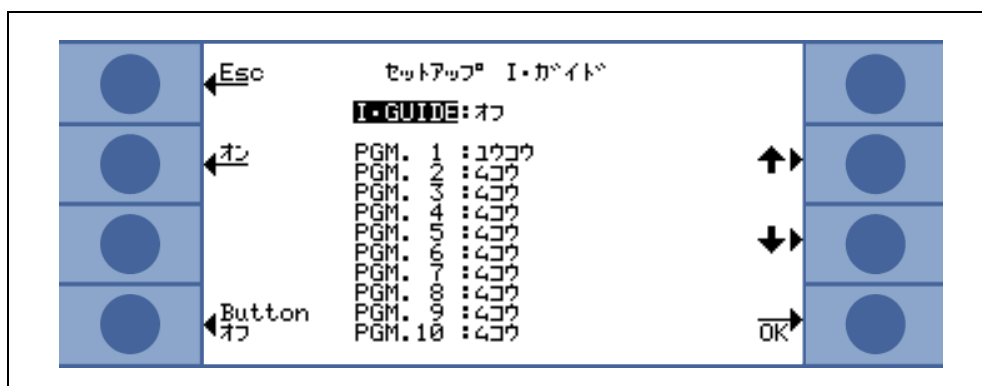 Esc
セットアップ I・ガイド
I・GUIDE:オフ
オン
PGM. 1 :ユウコウ
PGM. 2 :ムコウ
PGM. 3 :ムコウ
PGM. 4 :ムコウ
PGM. 5 :ムコウ
PGM. 6 :ムコウ
PGM. 7 :ムコウ
PGM. 8 :ムコウ
PGM. 9 :ムコウ
PGM.10 :ムコウ
Button
オフ
OK